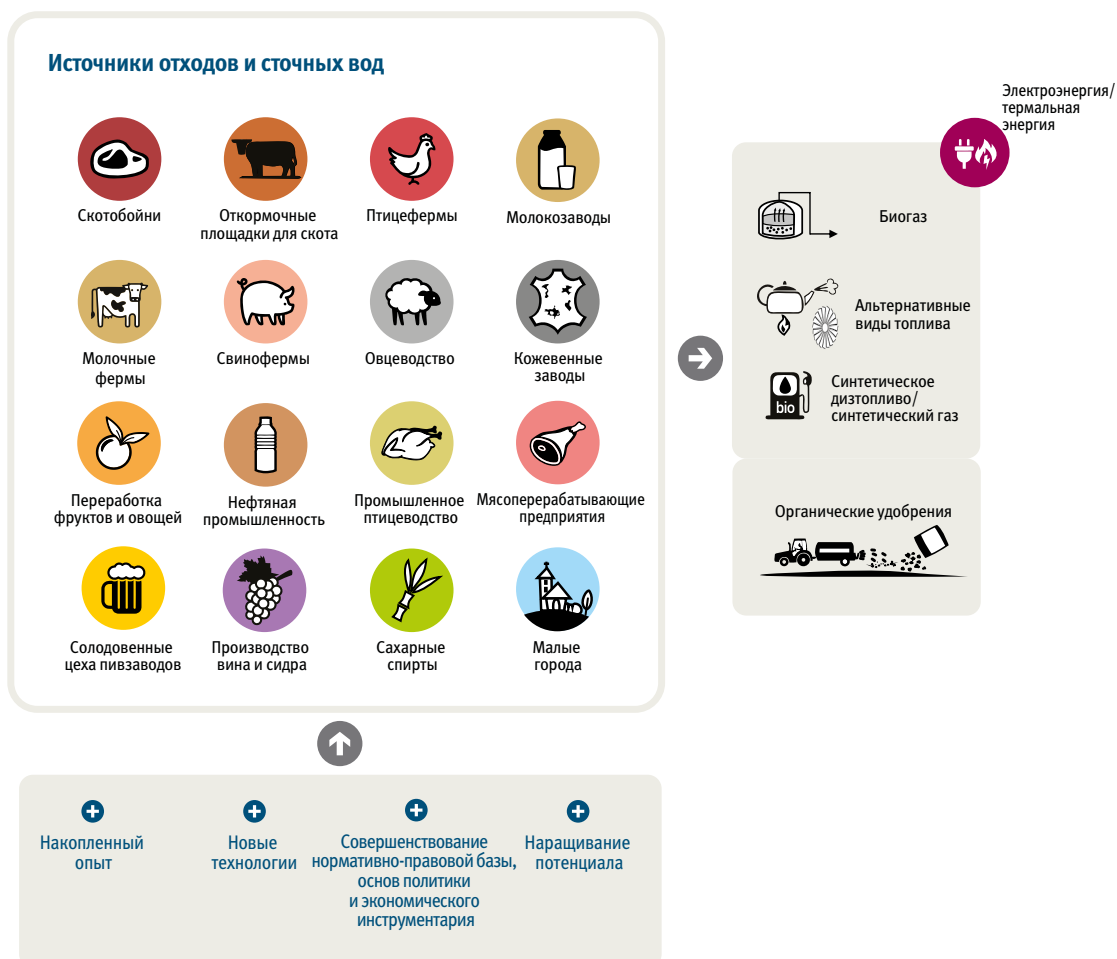 Источники отходов и сточных вод
Скотобойни
Откормочные
площадки для скота
Птицефермы
Молокозаводы
Молочные
фермы
Свинофермы
Овцеводство
Кожевенные
заводы
Переработка
фруктов и овощей
Нефтяная
промышленность
Промышленное
птицеводство
Мясоперерабатывающие
предприятия
Солодовенные
цеха пивзаводов
Производство
вина и сидра
Сахарные
спирты
Малые
города
Электроэнергия/
термальная
энергия
Биогаз
Альтернативные
виды топлива
bio
Синтетическое
дизтопливо/
синтетический газ
Органические удобрения
Накопленный
опыт
Новые
технологии
Совершенствование
нормативно-правовой базы,
основ политики
и экономического
инструментария
Наращивание
потенциала